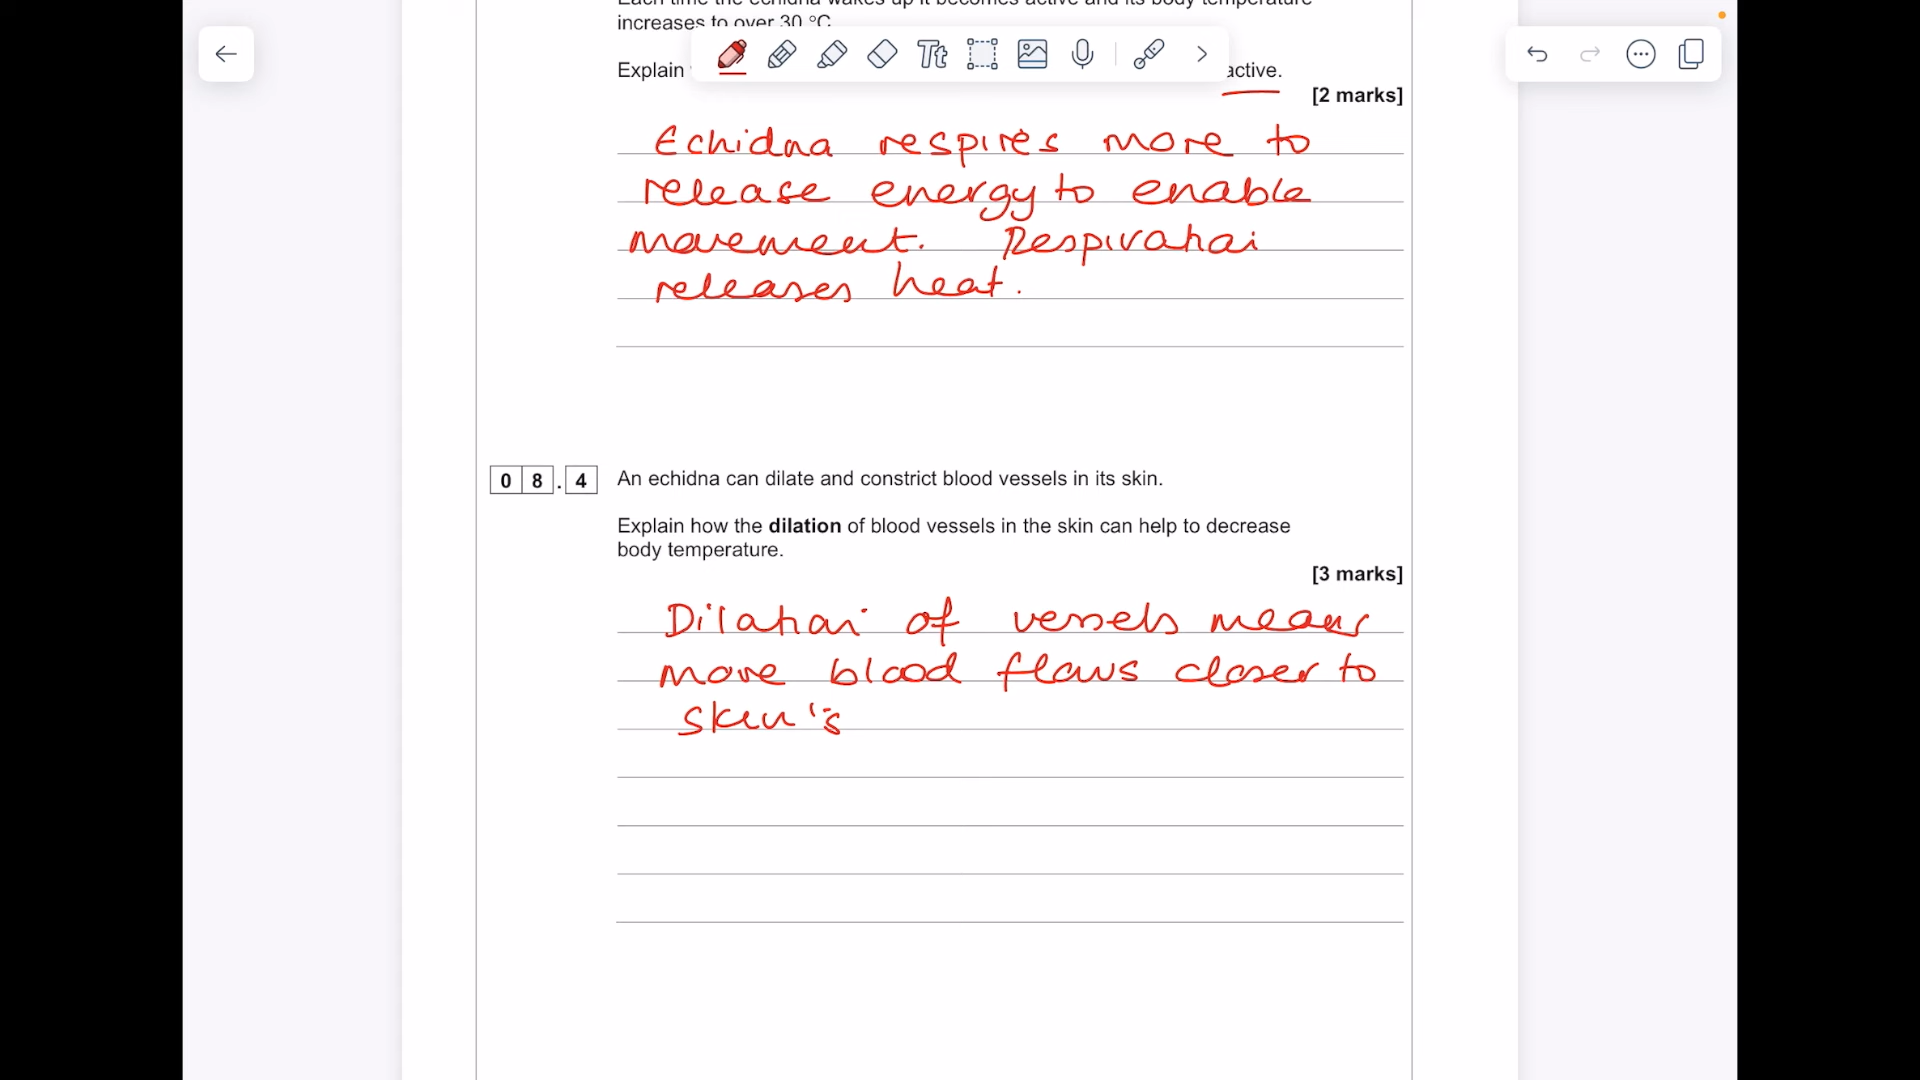 increases to over 30 °C
Explain
active.
[2 marks]
Echidna respires more to
release energy to enable
movement. Respiration
releases heat.
0 8 . 4 An echidna can dilate and constrict blood vessels in its skin.
Explain how the dilation of blood vessels in the skin can help to decrease
body temperature.
[3 marks]
Dilation of vessels means
more blood flows closer to
skin's